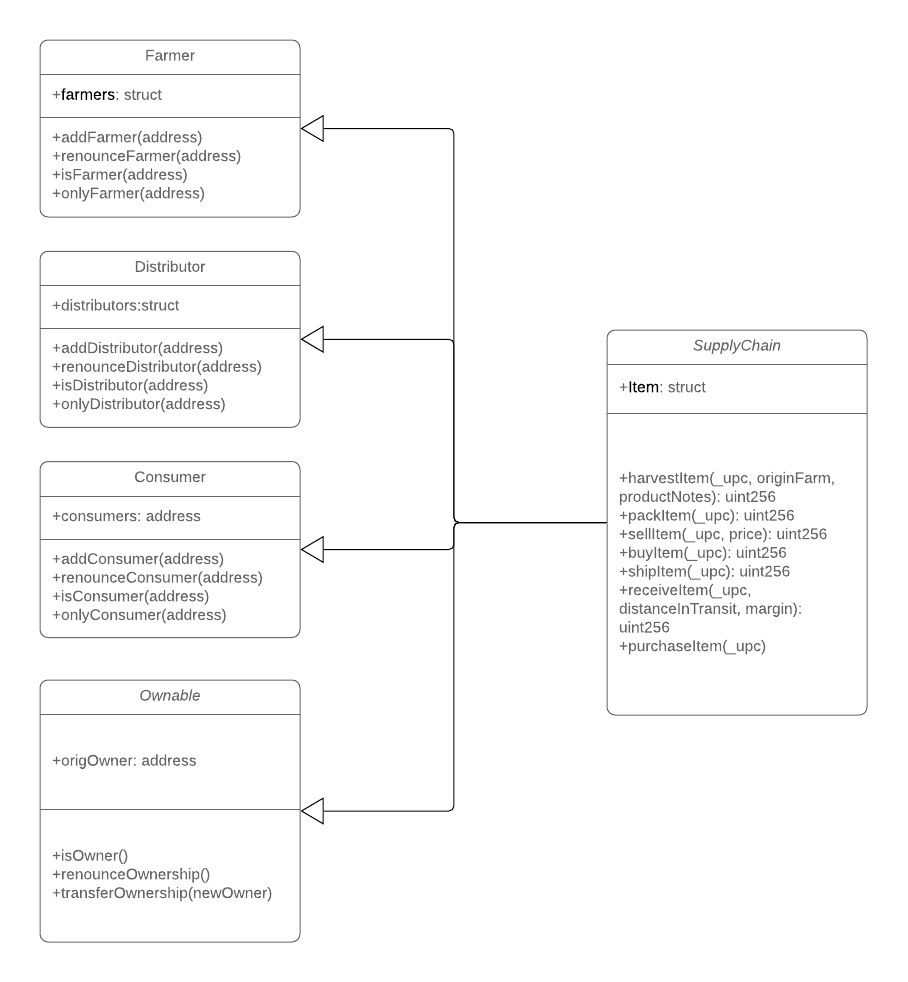 Farmer
+farmers: struct
+addFarmer(address)
+renounceFarmer(address)
+isFarmer(address)
+onlyFarmer(address)
Distributor
+distributors:struct
+addDistributor(address)
+renounceDistributor(address)
+isDistributor(address)
+onlyDistributor(address)
Consumer
+consumers: address
+addConsumer(address)
+renounceConsumer(address)
+isConsumer(address)
+onlyConsumer(address)
Ownable
+origOwner: address
+isOwner()
+renounceOwnership()
+transferOwnership(newOwner)
SupplyChain
+Item: struct
+harvestItem(_upc, originFarm,
productNotes): uint256
+packItem(_upc): uint256
+sellItem(_upc, price): uint256
+buyItem(_upc): uint256
+shipItem(_upc): uint256
+receiveItem(_upc,
distanceInTransit, margin):
uint256
+purchaseItem(_upc)